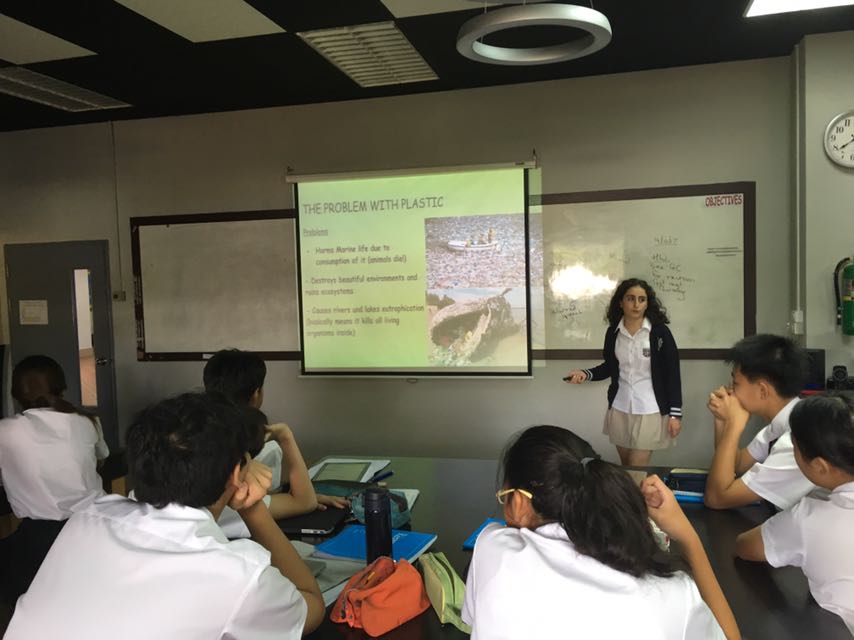 THE PROBLEM WITH PLASTIC
Problems
- Harms Marine life due to
consumption of it (animals die!)
- Destroys beautiful environments and
ruins ecosystems
- Causes rivers and lakes eutrophication
(basically means it kills all living
organisms inside)
OBJECTIVES